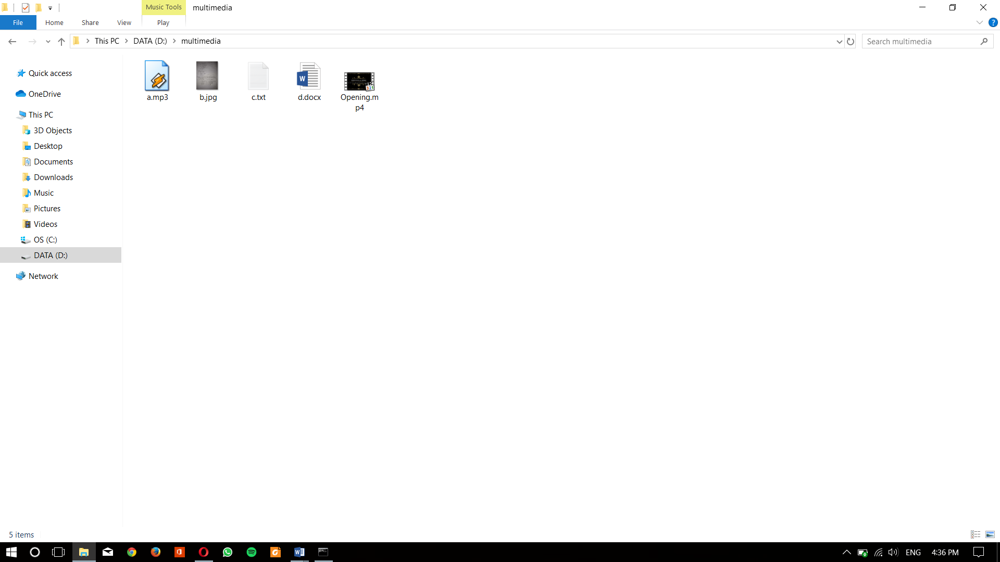 Music Tools
multimedia
File
Home
Share
View
Play
?
This PC
DATA (D:)
multimedia
Search multimedia
Quick access
OneDrive
This PC
3D Objects
Desktop
Documents
Downloads
Music
Pictures
Videos
OS (C:)
DATA (D:)
Network
a.mp3
b.jpg
c.txt
W
d.docx
321
Opening.m
p4
5 items
ENG
4:36 PM